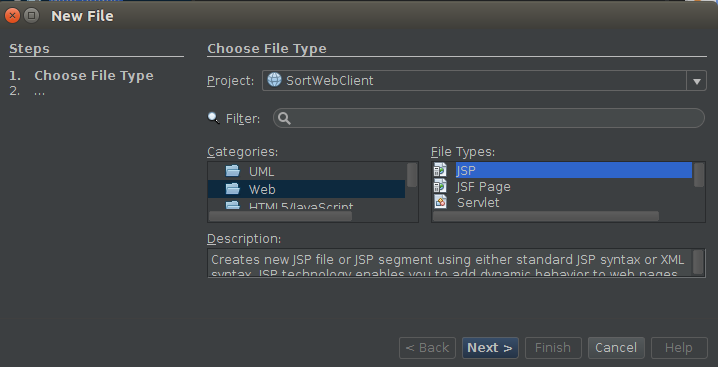 New File
Steps
1. Choose File Type
2. ...
Choose File Type
Project: SortWebClient
Filter:
Categories:
UML
Web
HTML5/JavaScript
File Types:
JSP
JSF Page
Servlet
Description:
Creates new JSP file or JSP segment using either standard JSP syntax or XML
syntax. JSP technology enables you to add dynamic behavior to web pages
< Back
Next >
Finish
Cancel
Help